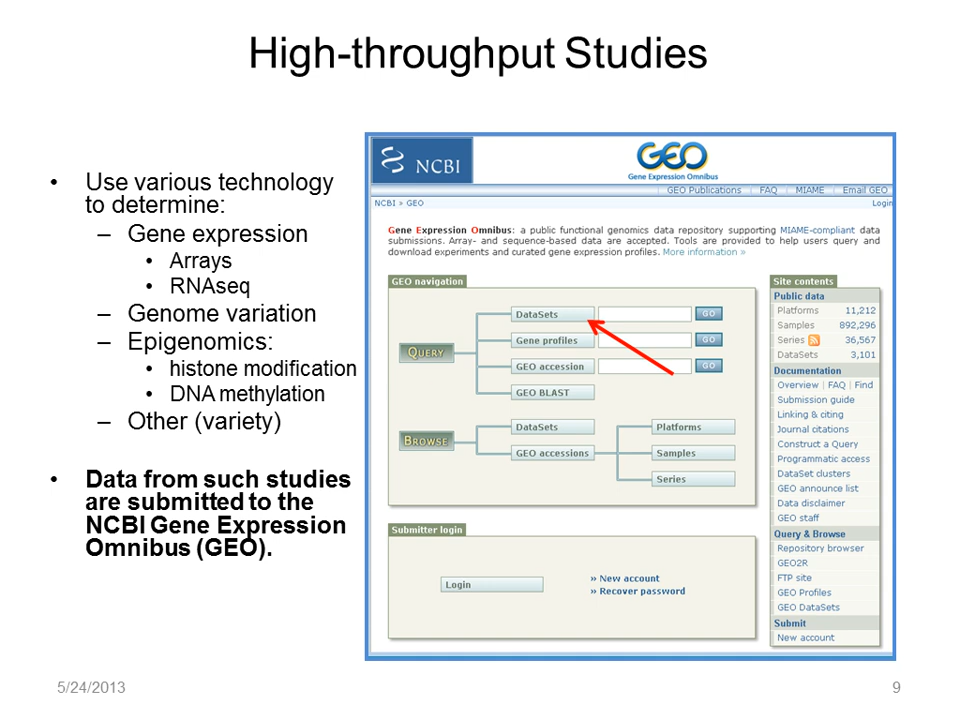 High-throughput Studies
• Use various technology
to determine:
– Gene expression
• Arrays
• RNAseq
– Genome variation
– Epigenomics:
• histone modification
• DNA methylation
– Other (variety)
• Data from such studies
are submitted to the
NCBI Gene Expression
Omnibus (GEO).
NCBI
GEO
Gene Expression Omnibus
GEO Publications | FAQ | MIAME | Email GEO
NCBI » GEO
Login
Gene Expression Omnibus: a public functional genomics data repository supporting MIAME-compliant data
submissions. Array- and sequence-based data are accepted. Tools are provided to help users query and
download experiments and curated gene expression profiles. More information »
GEO navigation
QUERY
DataSets GO
Gene profiles GO
GEO accession GO
GEO BLAST
BROWSE
DataSets
GEO accessions
Platforms
Samples
Series
Submitter login
Login
» New account
» Recover password
Site contents
Public data
Platforms 11,212
Samples 892,296
Series 36,567
DataSets 3,101
Documentation
Overview | FAQ | Find
Submission guide
Linking & citing
Journal citations
Construct a Query
Programmatic access
DataSet clusters
GEO announce list
Data disclaimer
GEO staff
Query & Browse
Repository browser
GEO2R
FTP site
GEO Profiles
GEO DataSets
Submit
New account
5/24/2013
9